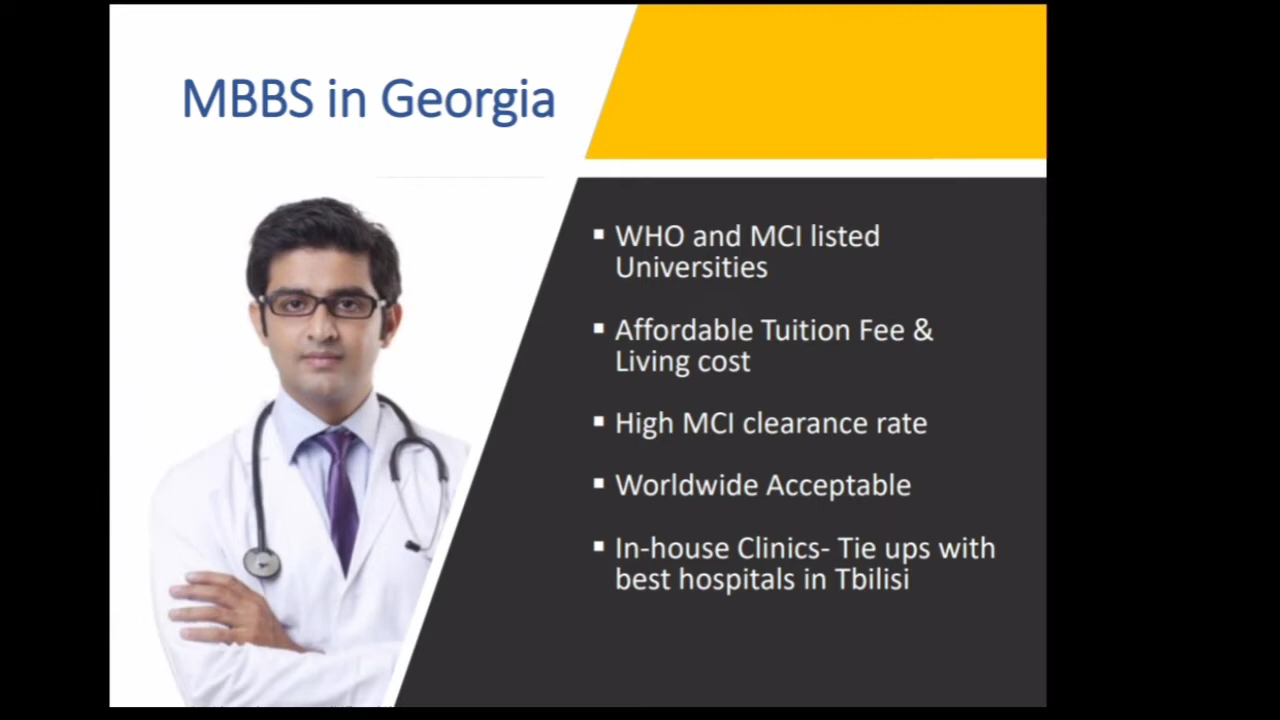 MBBS in Georgia
▪ WHO and MCI listed
Universities
▪ Affordable Tuition Fee &
Living cost
▪ High MCI clearance rate
▪ Worldwide Acceptable
▪ In-house Clinics- Tie ups with
best hospitals in Tbilisi